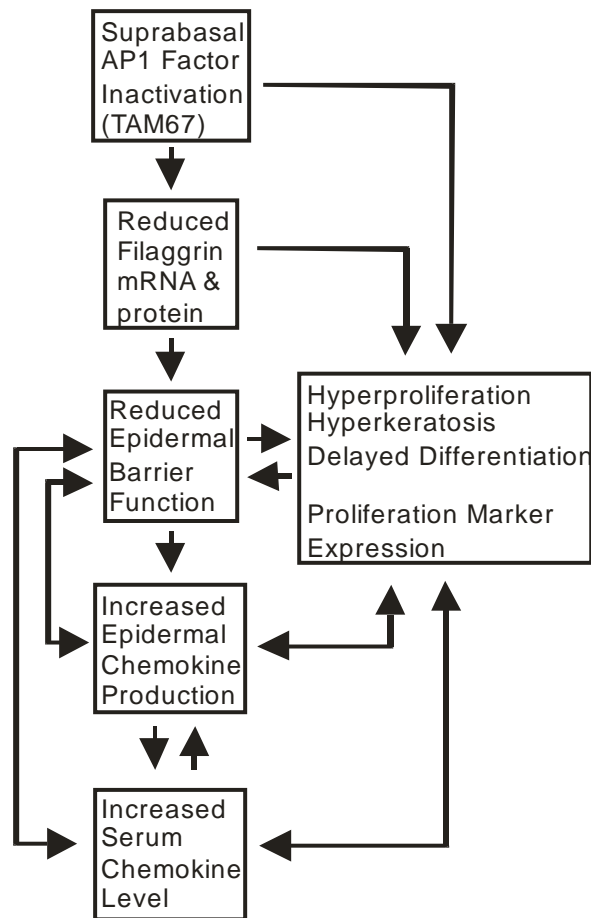 Suprabasal
AP1 Factor
Inactivation
(TAM67)
Reduced
Filaggrin
mRNA &
protein
Reduced
Epidermal
Barrier
Function
Hyperproliferation
Hyperkeratosis
Delayed Differentiation
Proliferation Marker
Expression
Increased
Epidermal
Chemokine
Production
Increased
Serum
Chemokine
Level